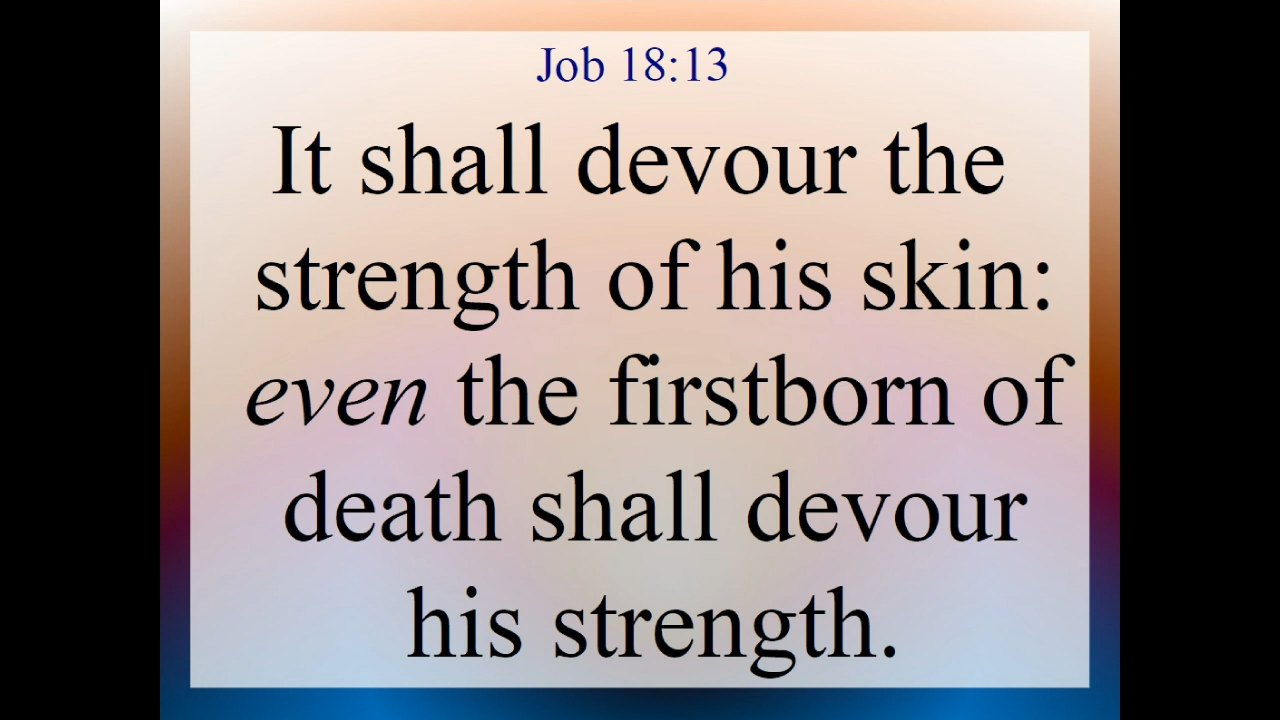 Job 18:13
It shall devour the
strength of his skin:
even the firstborn of
death shall devour
his strength.